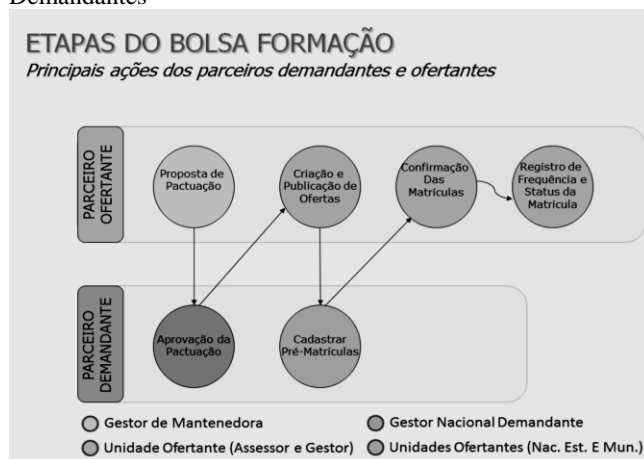 Demandantes
ETAPAS DO BOLSA FORMAÇÃO
Principais ações dos parceiros demandantes e ofertantes
PARCEIRO
OFERTANTE
Proposta de
Pactuação
Criação e
Publicação de
Ofertas
Confirmação
Das
Matrículas
Registro de
Frequência e
Status da
Matrícula
PARCEIRO
DEMANDANTE
Aprovação da
Pactuação
Cadastrar
Pré-Matrículas
Gestor de Mantenedora
Gestor Nacional Demandante
Unidade Ofertante (Assessor e Gestor)
Unidades Ofertantes (Nac. Est. E Mun.)